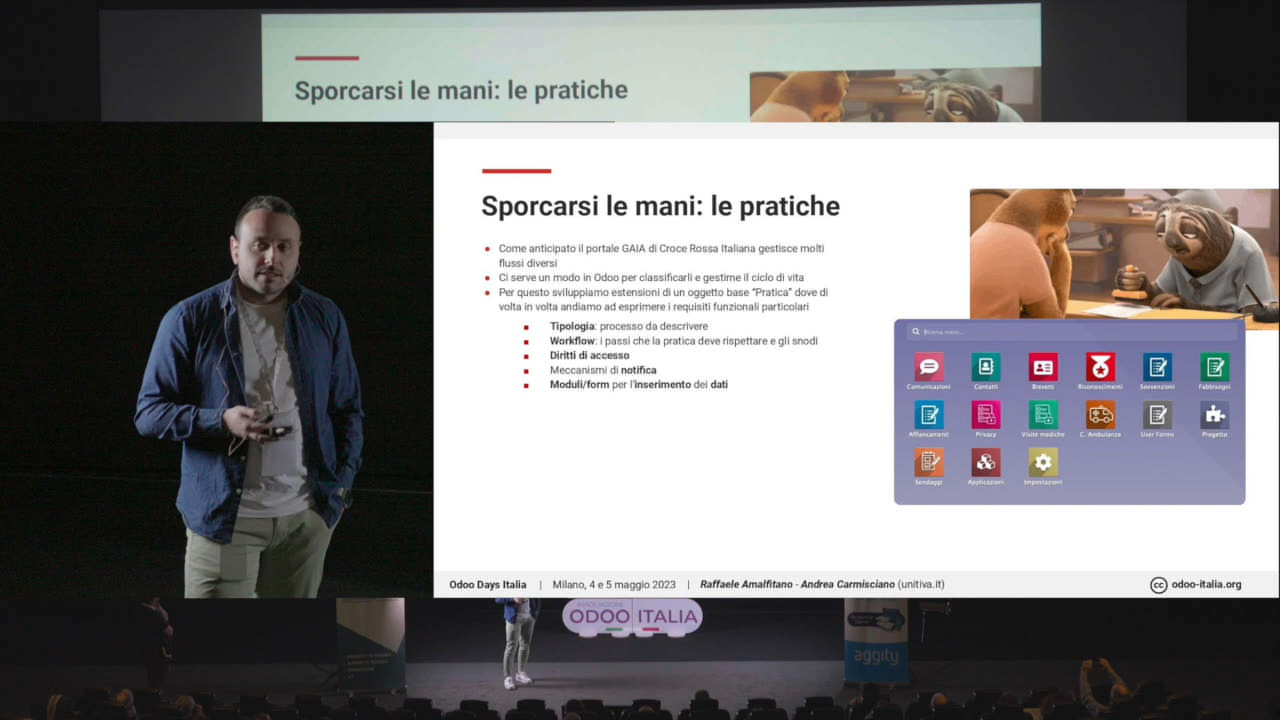 Sporcarsi le mani: le pratiche
Sporcarsi le mani: le pratiche
Come anticipato il portale GAIA di Croce Rossa Italiana gestisce molti
flussi diversi
Ci serve un modo in Odoo per classificarli e gestirne il ciclo di vita
Per questo sviluppiamo estensioni di un oggetto base “Pratica” dove di
volta in volta andiamo ad esprimere i requisiti funzionali particolari
Tipologia: processo da descrivere
Workflow: i passi che la pratica deve rispettare e gli snodi
Diritti di accesso
Meccanismi di notifica
Moduli/form per l'inserimento dei dati
Ricerca menù...
Comunicazioni Contatti Brevetti Riconoscimenti Sovvenzioni Fabbisogni
Affiancamenti Privacy Visite mediche C. Ambulanze User Forms Progetto
Sondaggi Applicazioni Impostazioni
Odoo Days Italia | Milano, 4 e 5 maggio 2023 | Raffaele Amalfitano - Andrea Carmisciano (unitiva.it)
cc odoo-italia.org
ASSOCIAZIONE
ODOO ITALIA
aggity